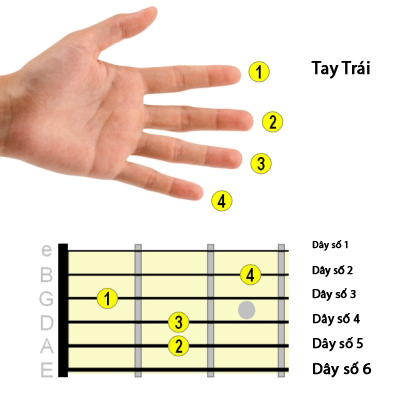 1
Tay Trái
2
3
4
e
Dây số 1
B
4
Dây số 2
G
1
Dây số 3
D
3
Dây số 4
A
2
Dây số 5
E
Dây số 6